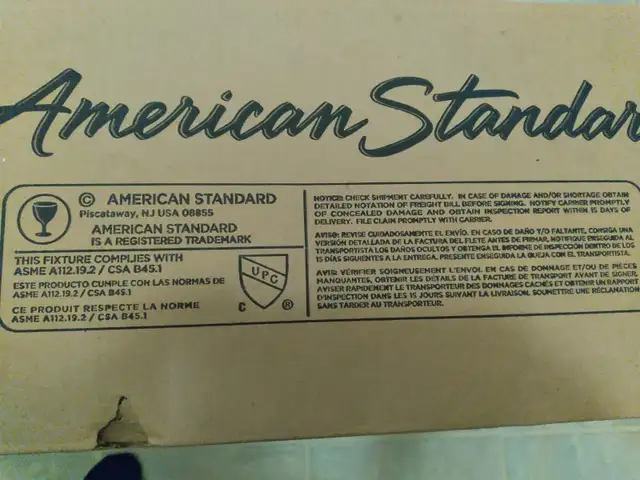 American Standar
© AMERICAN STANDARD
Piscataway, NJ USA 08855
AMERICAN STANDARD
IS A REGISTERED TRADEMARK
THIS FIXTURE COMPLIES WITH
ASME A112.19.2 / CSA B45.1
ESTE PRODUCTO CUMPLE CON LAS NORMAS DE
ASME A112.19.2 / CSA B45.1
CE PRODUIT RESPECTE LA NORME
ASME A112.19.2 / CSA B45.1
UPC
C ®
NOTICE: CHECK SHIPMENT CAREFULLY. IN CASE OF DAMAGE AND/OR SHORTAGE OBTAIN
DETAILED NOTATION OF FREIGHT BILL BEFORE SIGNING. NOTIFY CARRIER PROMPTLY
OF CONCEALED DAMAGE AND OBTAIN INSPECTION REPORT WITHIN 15 DAYS OF
DELIVERY. FILE CLAIM PROMPTLY WITH CARRIER.
AVISO: REVISE CUIDADOSAMENTE EL ENVÍO. EN CASO DE DAÑO Y/O FALTANTE, CONSIGA UNA
VERSIÓN DETALLADA DE LA FACTURA DEL FLETE ANTES DE FIRMAR. NOTIFIQUE ENSEGUIDA AL
TRANSPORTISTA LOS DAÑOS OCULTOS Y OBTENGA EL INFORME DE INSPECCIÓN DENTRO DE LOS
15 DÍAS SIGUIENTES A LA ENTREGA. PRESENTE ENSEGUIDA LA QUEJA CON EL TRANSPORTISTA.
AVIS: VÉRIFIER SOIGNEUSEMENT L'ENVOI. EN CAS DE DOMMAGE ET/OU DE PIÈCES
MANQUANTES, OBTENIR LES DÉTAILS DE LA FACTURE DE TRANSPORT AVANT DE SIGNER.
AVISER RAPIDEMENT LE TRANSPORTEUR DES DOMMAGES CACHÉS ET OBTENIR UN RAPPORT
D'INSPECTION DANS LES 15 JOURS SUIVANT LA LIVRAISON. SOUMETTRE UNE RÉCLAMATION
SANS TARDER AU TRANSPORTEUR.